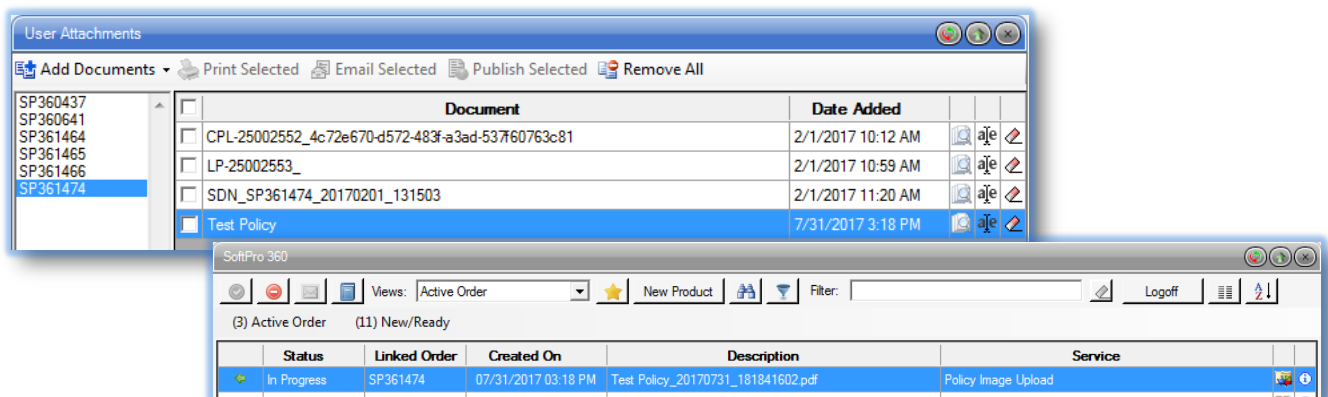 User Attachments
Add Documents Print Selected Email Selected Publish Selected Remove All
SP360437
SP360641
SP361464
SP361465
SP361466
SP361474
Document Date Added
CPL-25002552_4c72e670-d572-483f-a3ad-537f60763c81 2/1/2017 10:12 AM
LP-25002553_ 2/1/2017 10:59 AM
SDN_SP361474_20170201_131503 2/1/2017 11:20 AM
Test Policy 7/31/2017 3:18 PM
SoftPro 360
Views: Active Order New Product Filter: Logoff
(3) Active Order (11) New/Ready
Status Linked Order Created On Description Service
In Progress SP361474 07/31/2017 03:18 PM Test Policy_20170731_181841602.pdf Policy Image Upload